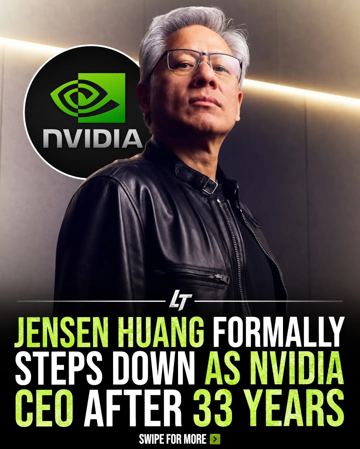 NVIDIA
LT
JENSEN HUANG FORMALLY
STEPS DOWN AS NVIDIA
CEO AFTER 33 YEARS
SWIPE FOR MORE